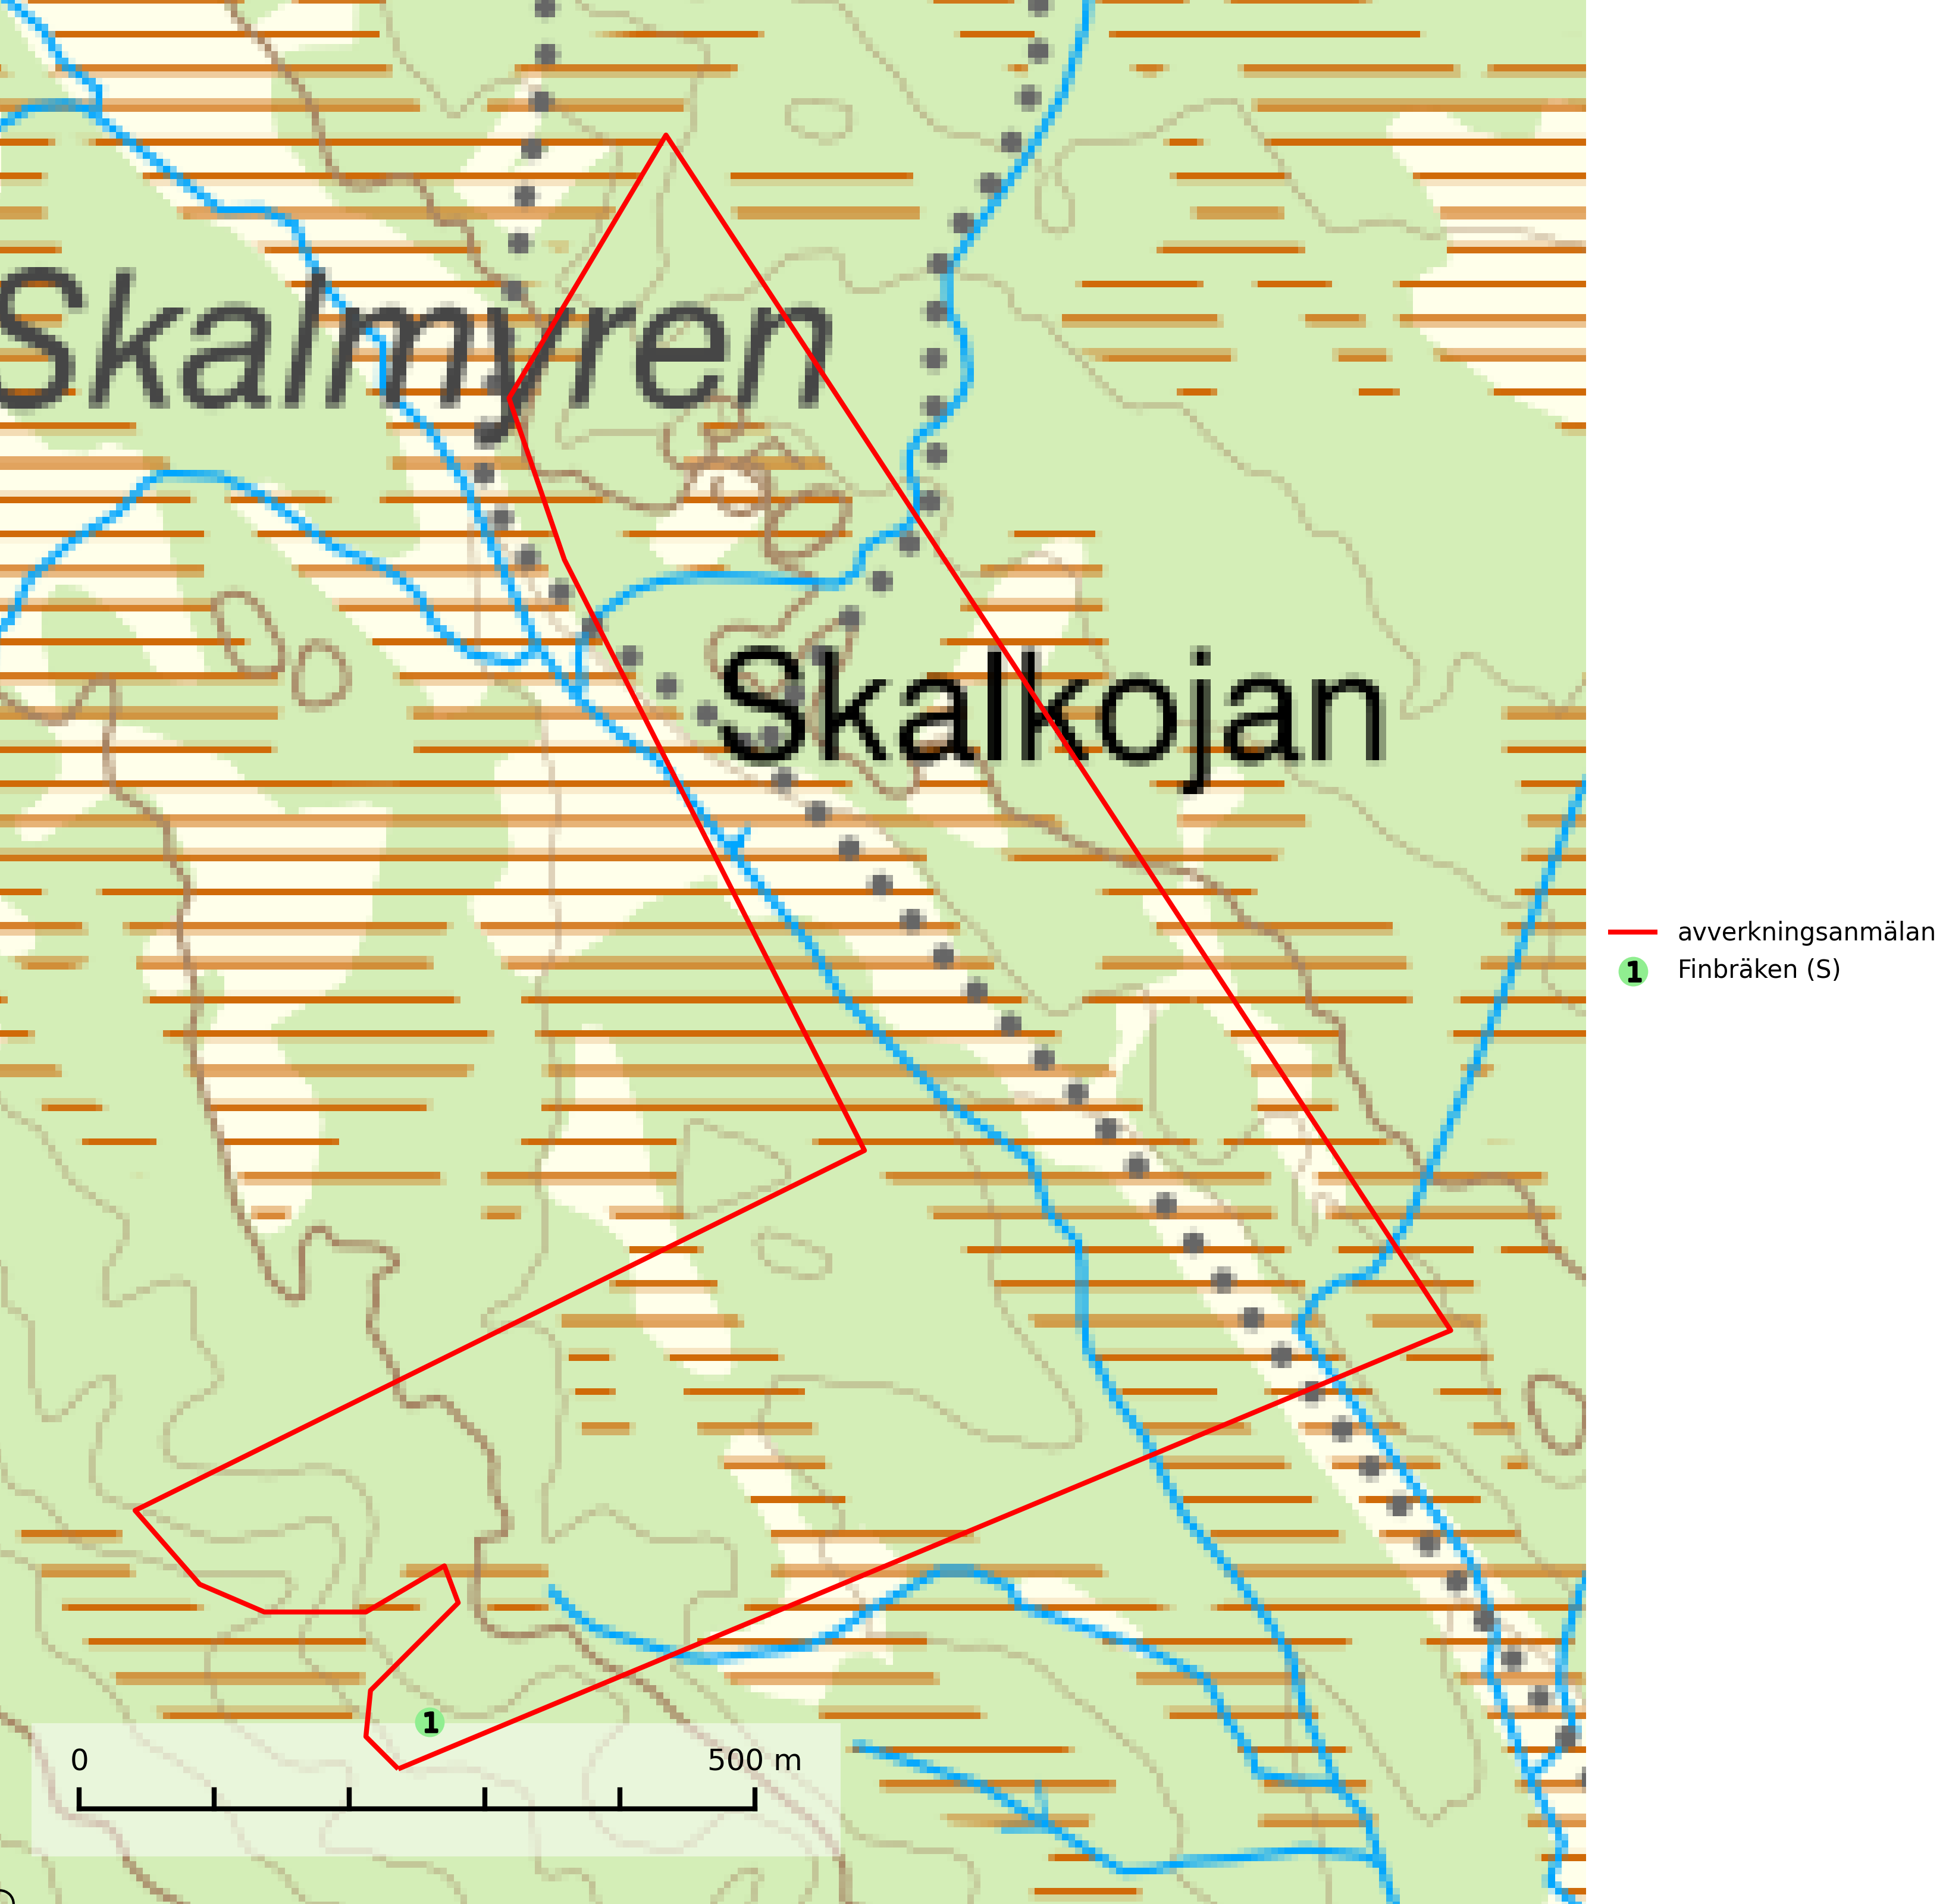 Skalmyren
Skalkojan
avverkningsanmälan
1 Finbräken (S)
1
0 500 m